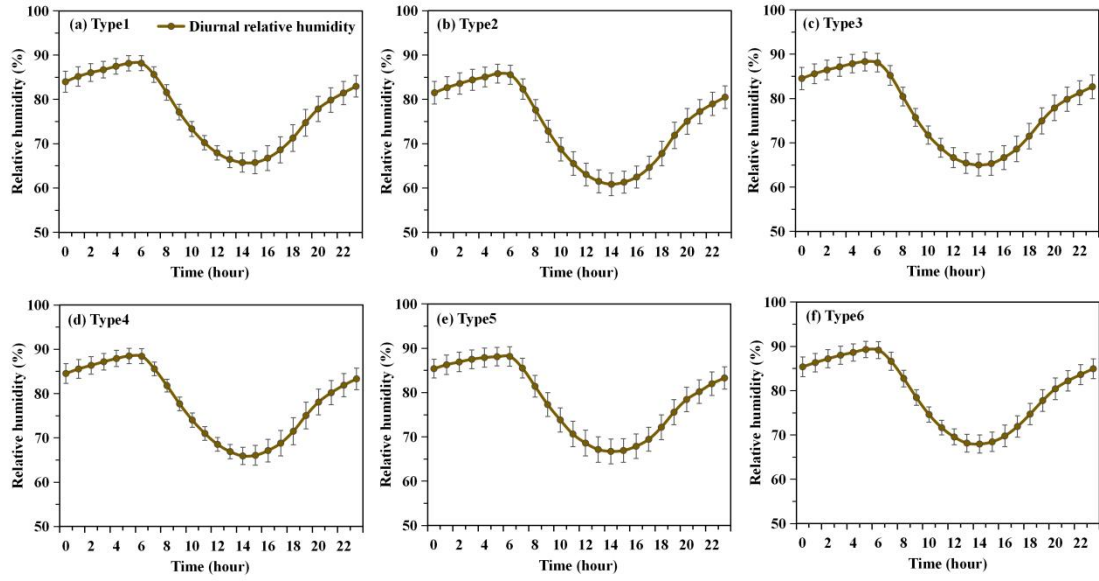 (a) Type1 Diurnal relative humidity
Relative humidity (%)
100
90
80
70
60
50
0 2 4 6 8 10 12 14 16 18 20 22
Time (hour)
(b) Type2
Relative humidity (%)
100
90
80
70
60
50
0 2 4 6 8 10 12 14 16 18 20 22
Time (hour)
(c) Type3
Relative humidity (%)
100
90
80
70
60
50
0 2 4 6 8 10 12 14 16 18 20 22
Time (hour)
(d) Type4
Relative humidity (%)
100
90
80
70
60
50
0 2 4 6 8 10 12 14 16 18 20 22
Time (hour)
(e) Type5
Relative humidity (%)
100
90
80
70
60
50
0 2 4 6 8 10 12 14 16 18 20 22
Time (hour)
(f) Type6
Relative humidity (%)
100
90
80
70
60
50
0 2 4 6 8 10 12 14 16 18 20 22
Time (hour)